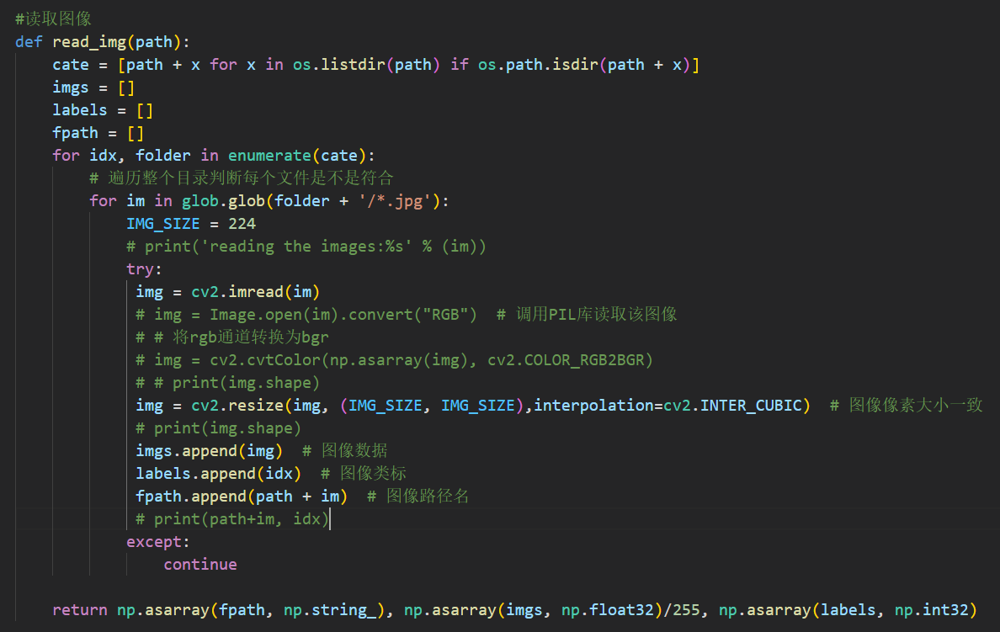 #读取图像
def read_img(path):
    cate = [path + x for x in os.listdir(path) if os.path.isdir(path + x)]
    imgs = []
    labels = []
    fpath = []
    for idx, folder in enumerate(cate):
        # 遍历整个目录判断每个文件是不是符合
        for im in glob.glob(folder + '/*.jpg'):
            IMG_SIZE = 224
            # print('reading the images:%s' % (im))
            try:
             img = cv2.imread(im)
             # img = Image.open(im).convert("RGB")  # 调用PIL库读取该图像
             # # 将rgb通道转换为bgr
             # img = cv2.cvtColor(np.asarray(img), cv2.COLOR_RGB2BGR)
             # # print(img.shape)
             img = cv2.resize(img, (IMG_SIZE, IMG_SIZE),interpolation=cv2.INTER_CUBIC)  # 图像像素大小一致
             # print(img.shape)
             imgs.append(img)  # 图像数据
             labels.append(idx)  # 图像类标
             fpath.append(path + im)  # 图像路径名
             # print(path+im, idx)
            except:
                continue
    return np.asarray(fpath, np.string_), np.asarray(imgs, np.float32)/255, np.asarray(labels, np.int32)